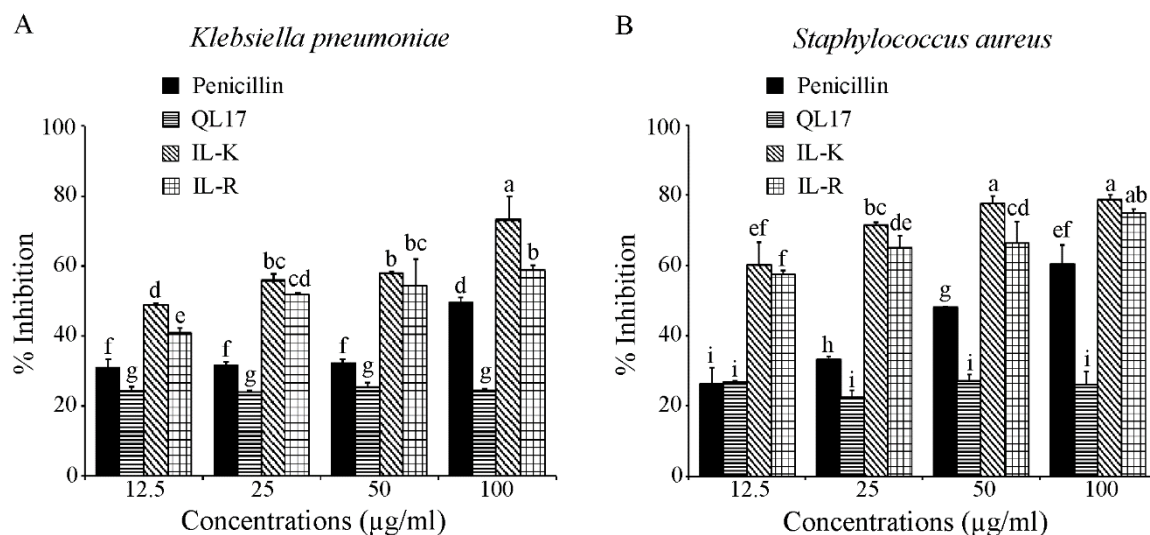 A
Klebsiella pneumoniae
Penicillin
QL17
IL-K
IL-R
% Inhibition
100
80
60
40
20
0
f g d e
f g bc cd
f g b bc
d g a b
12.5 25 50 100
Concentrations (µg/ml)
B
Staphylococcus aureus
Penicillin
QL17
IL-K
IL-R
% Inhibition
100
80
60
40
20
0
i i ef f
h i bc de
g i a cd
ef i a ab
12.5 25 50 100
Concentrations (µg/ml)